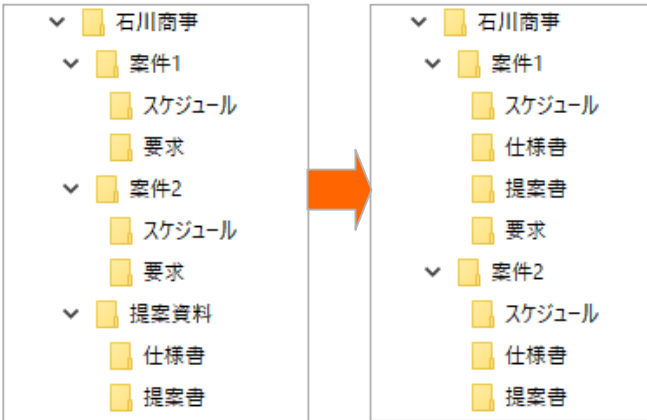 石川商事
案件1
スケジュール
要求
案件2
スケジュール
要求
提案資料
仕様書
提案書
石川商事
案件1
スケジュール
仕様書
提案書
要求
案件2
スケジュール
仕様書
提案書